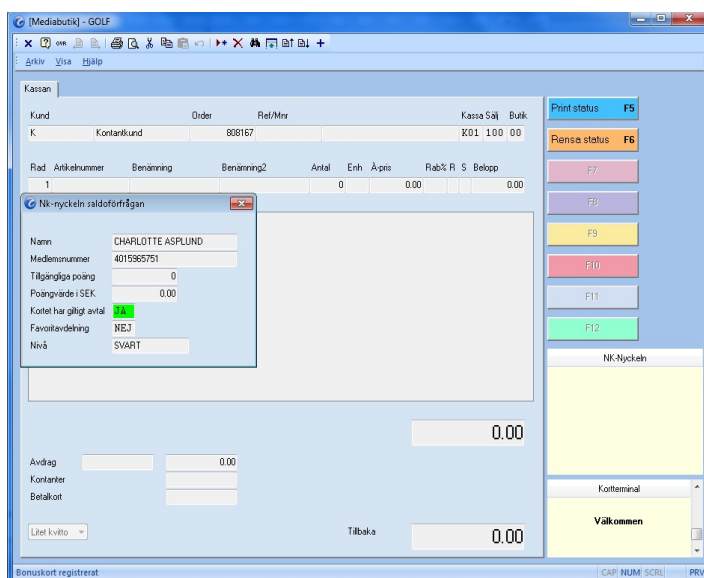 [Mediabutik] - GOLF
OVR
Arkiv Visa Hjälp
Kassan
Kund Order Ref/Mnr Kassa Sälj Butik
K Kontantkund 808167 K01 100 00
Rad Artikelnummer Benämning Benämning2 Antal Enh À-pris Rab% R S Belopp
1 0 0.00 0.00
Nk-nyckeln saldoförfrågan
Namn CHARLOTTE ASPLUND
Medlemsnummer 4015965751
Tillgängliga poäng 0
Poängvärde i SEK 0.00
Kortet har giltigt avtal JA
Favoritavdelning NEJ
Nivå SVART
0.00
Avdrag 0.00
Kontanter
Betalkort
Litet kvitto Tillbaka 0.00
Print status F5
Rensa status F6
F7
F8
F9
F10
F11
F12
NK-Nyckeln
Kortterminal
Välkommen
Bonuskort registrerat CAP NUM SCRL PRV